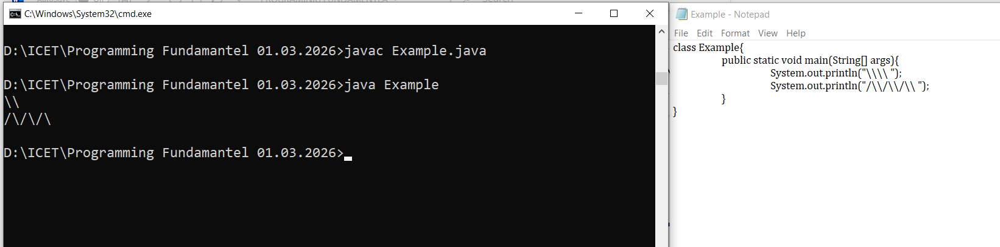 C:\Windows\System32\cmd.exe
D:\ICET\Programming Fundamantel 01.03.2026>javac Example.java
D:\ICET\Programming Fundamantel 01.03.2026>java Example
\\
/\/\/\
D:\ICET\Programming Fundamantel 01.03.2026>
Example - Notepad
File Edit Format View Help
class Example{
public static void main(String[] args){
System.out.println("\\\\ ");
System.out.println("/\\/\\/\\ ");
}
}